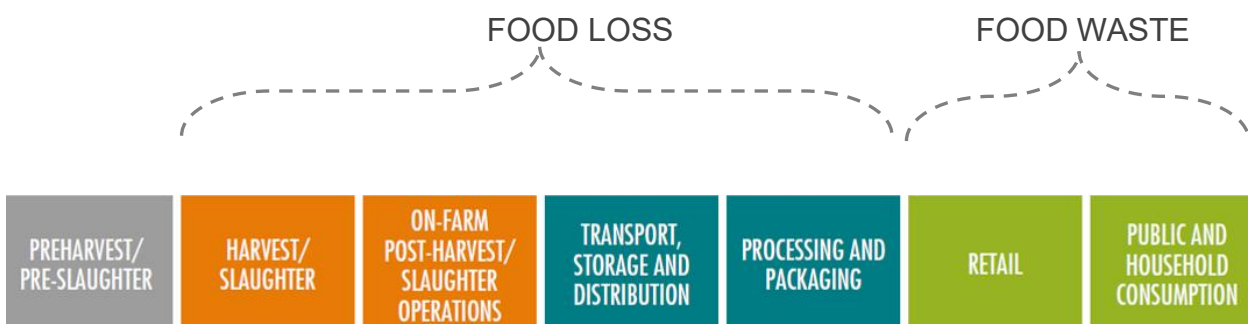 FOOD LOSS
FOOD WASTE
PREHARVEST/
PRE-SLAUGHTER
HARVEST/
SLAUGHTER
ON-FARM
POST-HARVEST/
SLAUGHTER
OPERATIONS
TRANSPORT,
STORAGE AND
DISTRIBUTION
PROCESSING AND
PACKAGING
RETAIL
PUBLIC AND
HOUSEHOLD
CONSUMPTION